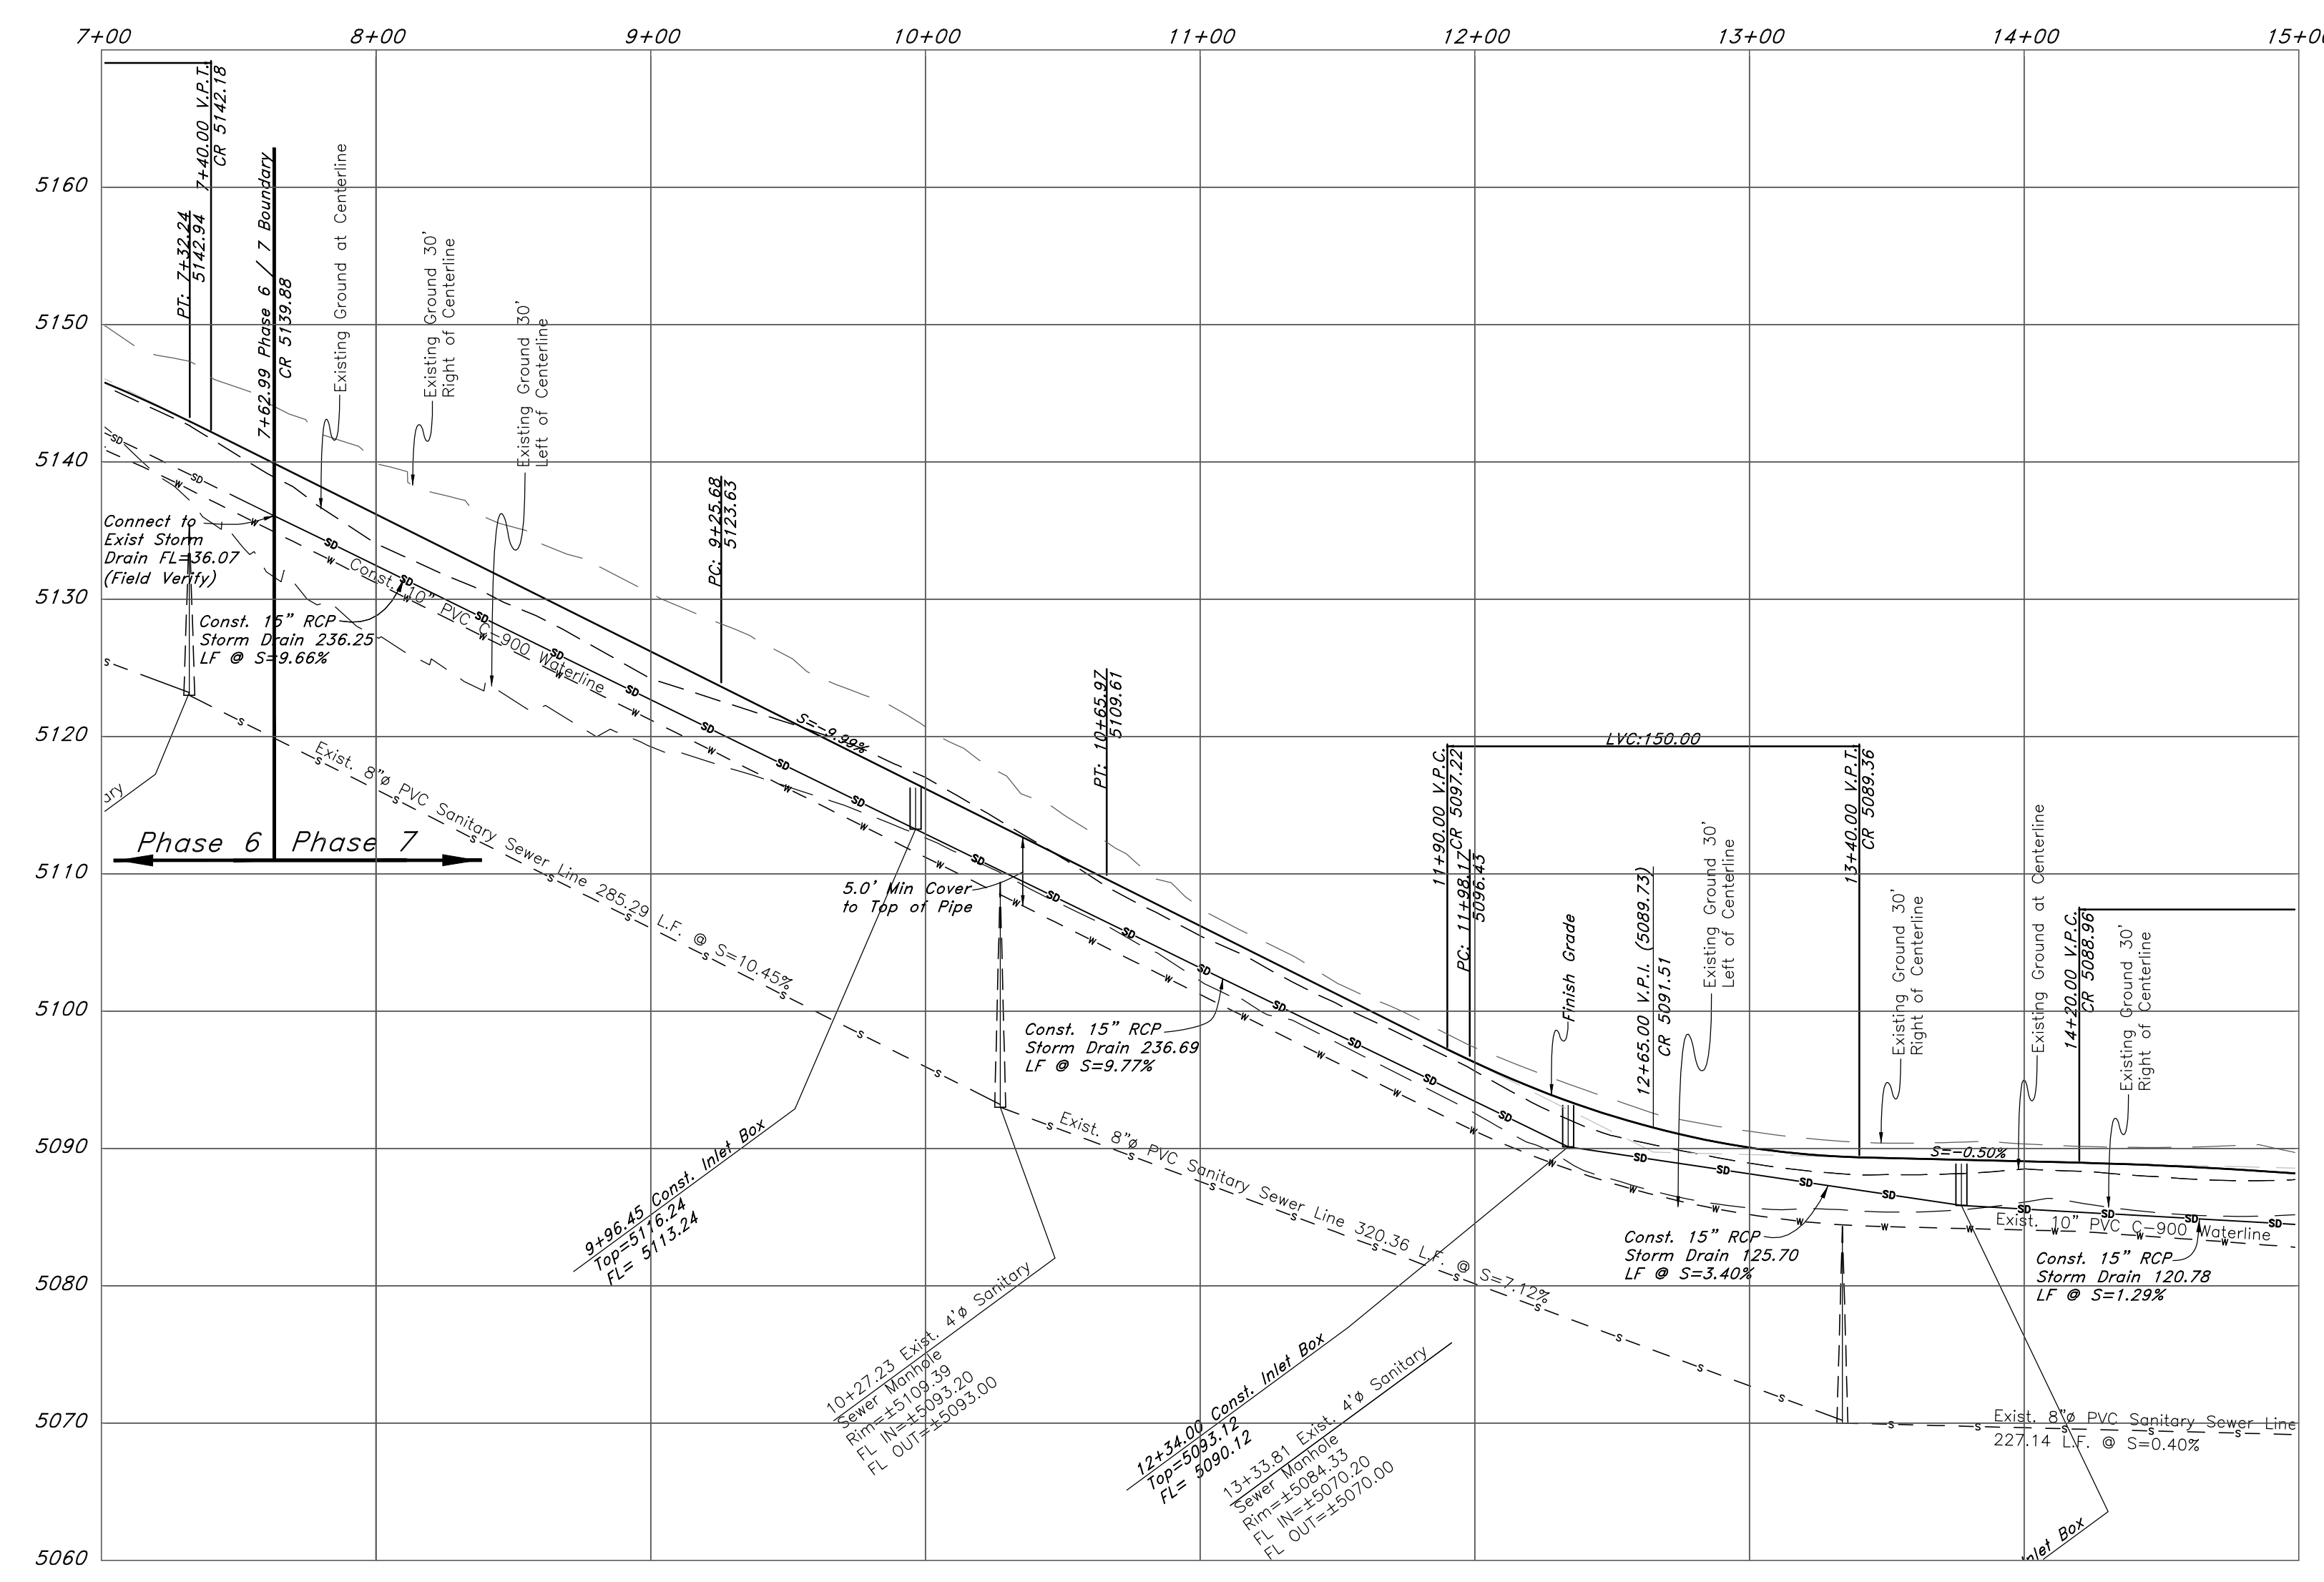 7+00
8+00
9+00
10+00
11+00
12+00
13+00
14+00
5160
5150
5140
5130
5120
5110
5100
5090
5080
5070
5060
PT: 7+32.24
5142.94
7+40.00 V.P.T.
CR 5142.18
7+62.99 Phase 6 / 7 Boundary
CR 5139.88
Existing Ground at Centerline
Existing Ground 30'
Right of Centerline
Existing Ground 30'
Left of Centerline
Connect to
Exist Storm
Drain FL=36.07
(Field Verify)
Const. 15" RCP
Storm Drain 236.25
LF @ S=9.66%
Const. 10" PVC C-900 Waterline
PC: 9+25.68
5123.63
S=-9.99%
PT: 10+65.97
5109.61
Exist. 8"ø PVC Sanitary Sewer Line 285.29 L.F. @ S=10.45%
Phase 6
Phase 7
5.0' Min Cover
to Top of Pipe
Const. 15" RCP
Storm Drain 236.69
LF @ S=9.77%
9+96.45 Const. Inlet Box
Top=5116.24
FL= 5113.24
10+27.23 Exist. 4'ø Sanitary
Sewer Manhole
Rim=±5109.39
FL IN=±5093.20
FL OUT=±5093.00
Exist. 8"ø PVC Sanitary Sewer Line 320.36 L.F. @ S=7.12%
12+34.00 Const. Inlet Box
Top=5093.12
FL= 5090.12
13+33.81 Exist. 4'ø Sanitary
Sewer Manhole
Rim=±5084.33
FL IN=±5070.20
FL OUT=±5070.00
11+90.00 V.P.C.
CR 5097.22
PC: 11+98.17
5096.43
LVC:150.00
Finish Grade
12+65.00 V.P.I. (5089.73)
CR 5091.51
Existing Ground 30'
Left of Centerline
13+40.00 V.P.T.
CR 5089.36
Existing Ground 30'
Right of Centerline
Existing Ground at Centerline
14+20.00 V.P.C.
CR 5088.96
Existing Ground 30'
Right of Centerline
S=-0.50%
Const. 15" RCP
Storm Drain 125.70
LF @ S=3.40%
Exist. 10" PVC C-900 Waterline
Const. 15" RCP
Storm Drain 120.78
LF @ S=1.29%
Exist. 8"ø PVC Sanitary Sewer Line
227.14 L.F. @ S=0.40%
Box